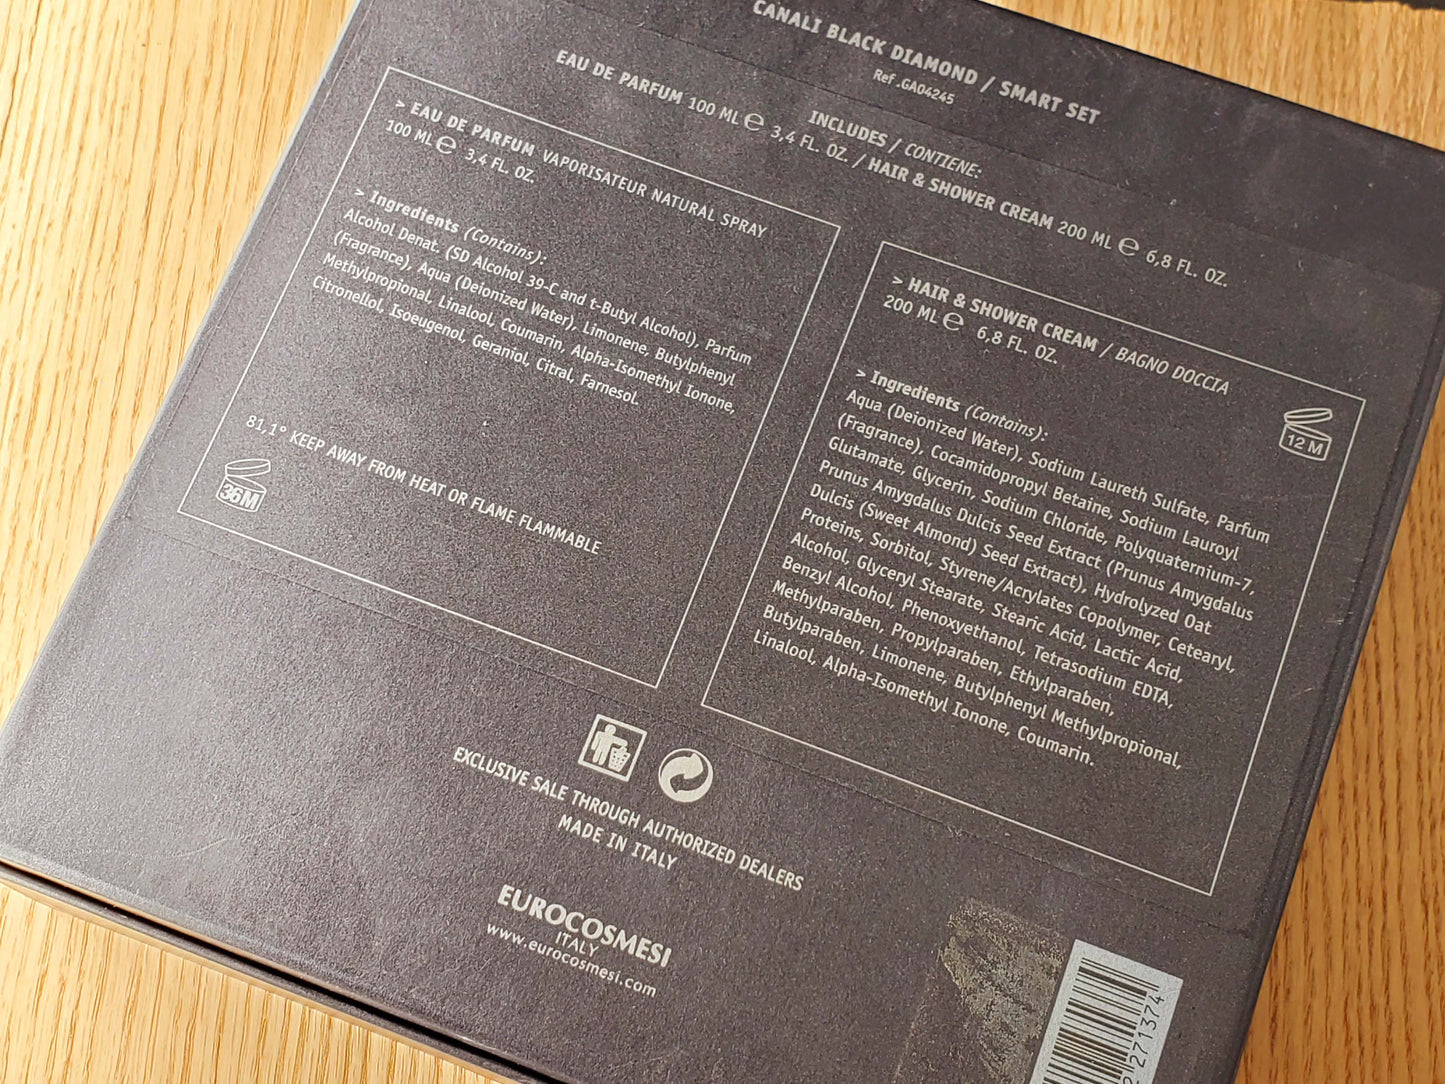 CANALI BLACK DIAMOND / SMART SET
Ref .GA04245
INCLUDES / CONTIENE:
EAU DE PARFUM 100 ML ℮ 3,4 FL. OZ. / HAIR & SHOWER CREAM 200 ML ℮ 6,8 FL. OZ.
> EAU DE PARFUM VAPORISATEUR NATURAL SPRAY
100 ML ℮ 3,4 FL. OZ.
> Ingredients (Contains):
Alcohol Denat. (SD Alcohol 39-C and t-Butyl Alcohol), Parfum
(Fragrance), Aqua (Deionized Water), Limonene, Butylphenyl
Methylpropional, Linalool, Coumarin, Alpha-Isomethyl Ionone,
Citronellol, Isoeugenol, Geraniol, Citral, Farnesol.
81,1° KEEP AWAY FROM HEAT OR FLAME FLAMMABLE
36M
> HAIR & SHOWER CREAM / BAGNO DOCCIA
200 ML ℮ 6,8 FL. OZ.
12 M
> Ingredients (Contains):
Aqua (Deionized Water), Sodium Laureth Sulfate, Parfum
(Fragrance), Cocamidopropyl Betaine, Sodium Lauroyl
Glutamate, Glycerin, Sodium Chloride, Polyquaternium-7,
Prunus Amygdalus Dulcis Seed Extract (Prunus Amygdalus
Dulcis (Sweet Almond) Seed Extract), Hydrolyzed Oat
Proteins, Sorbitol, Styrene/Acrylates Copolymer, Cetearyl,
Alcohol, Glyceryl Stearate, Stearic Acid, Lactic Acid,
Benzyl Alcohol, Phenoxyethanol, Tetrasodium EDTA,
Methylparaben, Propylparaben, Ethylparaben,
Butylparaben, Limonene, Butylphenyl Methylpropional,
Linalool, Alpha-Isomethyl Ionone, Coumarin.
EXCLUSIVE SALE THROUGH AUTHORIZED DEALERS
MADE IN ITALY
EUROCOSMESI
ITALY
www.eurocosmesi.com
271374